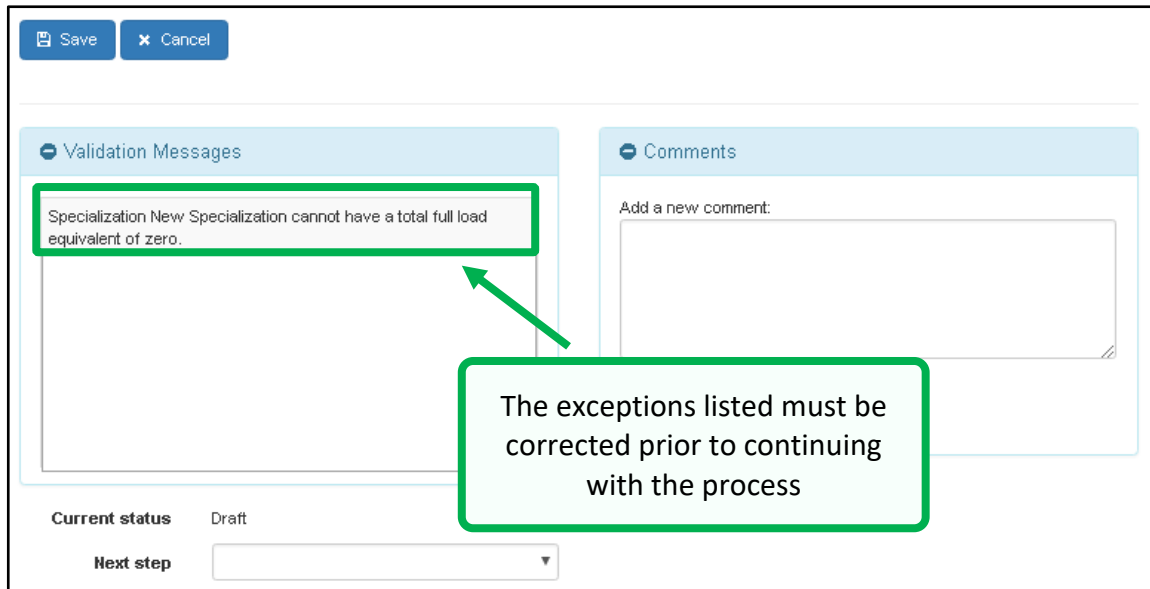 Save
Cancel
Validation Messages
Specialization New Specialization cannot have a total full load
equivalent of zero.
Comments
Add a new comment:
The exceptions listed must be
corrected prior to continuing
with the process
Current status Draft
Next step